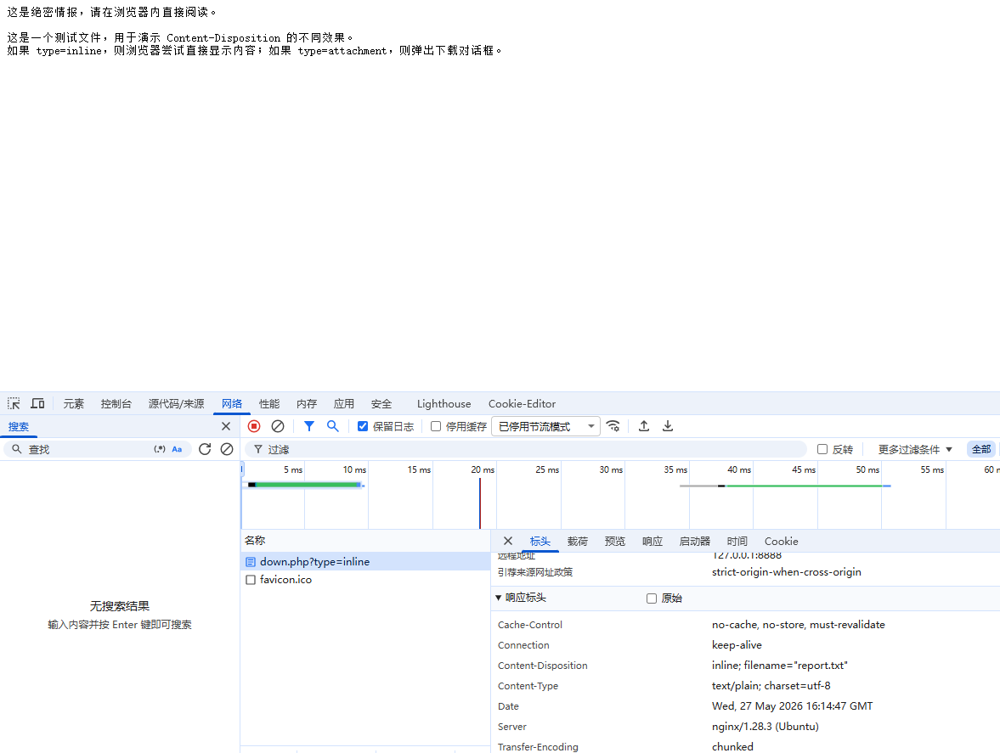 这是绝密情报，请在浏览器内直接阅读。
这是一个测试文件，用于演示 Content-Disposition 的不同效果。
如果 type=inline，则浏览器尝试直接显示内容；如果 type=attachment，则弹出下载对话框。
元素 控制台 源代码/来源 网络 性能 内存 应用 安全 Lighthouse Cookie-Editor
搜索
保留日志 停用缓存 已停用节流模式
查找 (.*) Aa
过滤 反转 更多过滤条件 全部
5 ms 10 ms 15 ms 20 ms 25 ms 30 ms 35 ms 40 ms 45 ms 50 ms 55 ms 60 m
名称
标头 载荷 预览 响应 启动器 时间 Cookie
down.php?type=inline
favicon.ico
无搜索结果
输入内容并按 Enter 键即可搜索
远程地址 127.0.0.1:8888
引荐来源网址政策 strict-origin-when-cross-origin
响应标头 原始
Cache-Control no-cache, no-store, must-revalidate
Connection keep-alive
Content-Disposition inline; filename="report.txt"
Content-Type text/plain; charset=utf-8
Date Wed, 27 May 2026 16:14:47 GMT
Server nginx/1.28.3 (Ubuntu)
Transfer-Encoding chunked